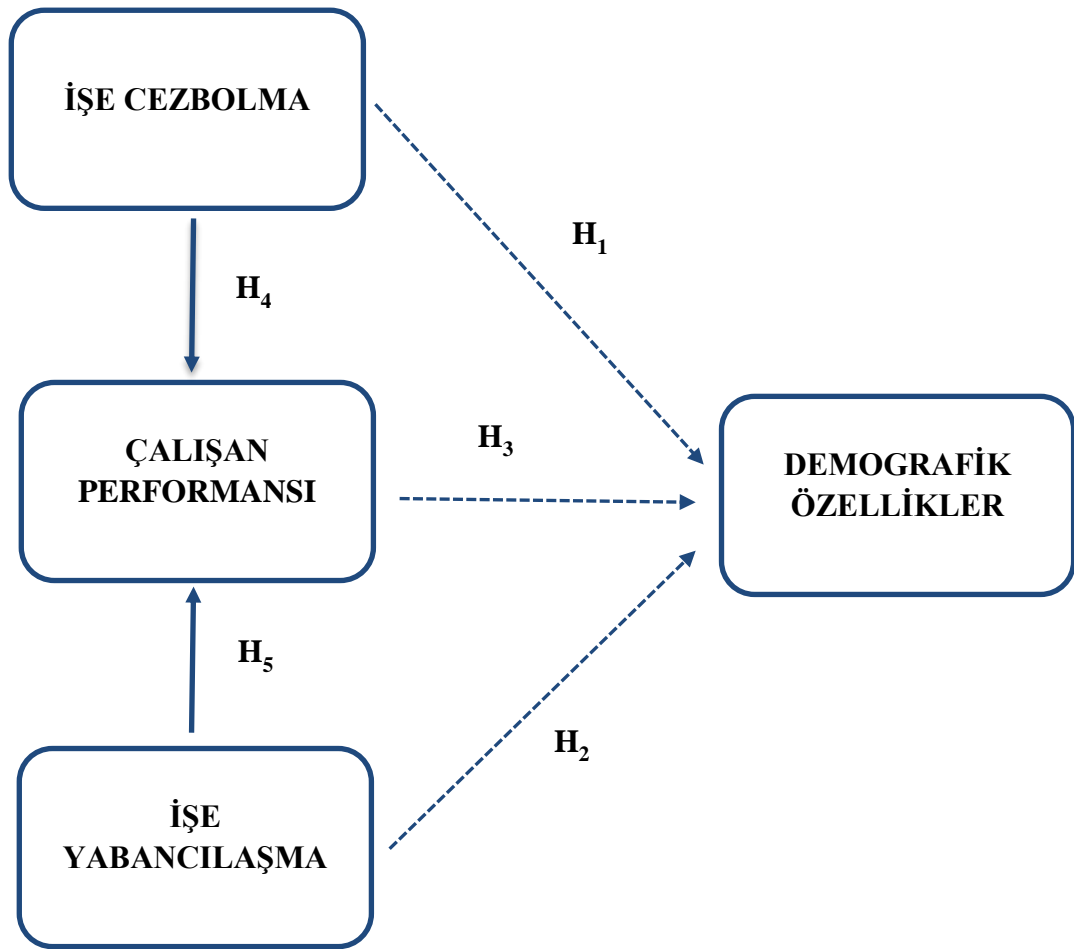 İŞE CEZBOLMA
H₁
H₄
ÇALIŞAN
PERFORMANSI
H₃
DEMOGRAFİK
ÖZELLİKLER
H₅
H₂
İŞE
YABANCILAŞMA